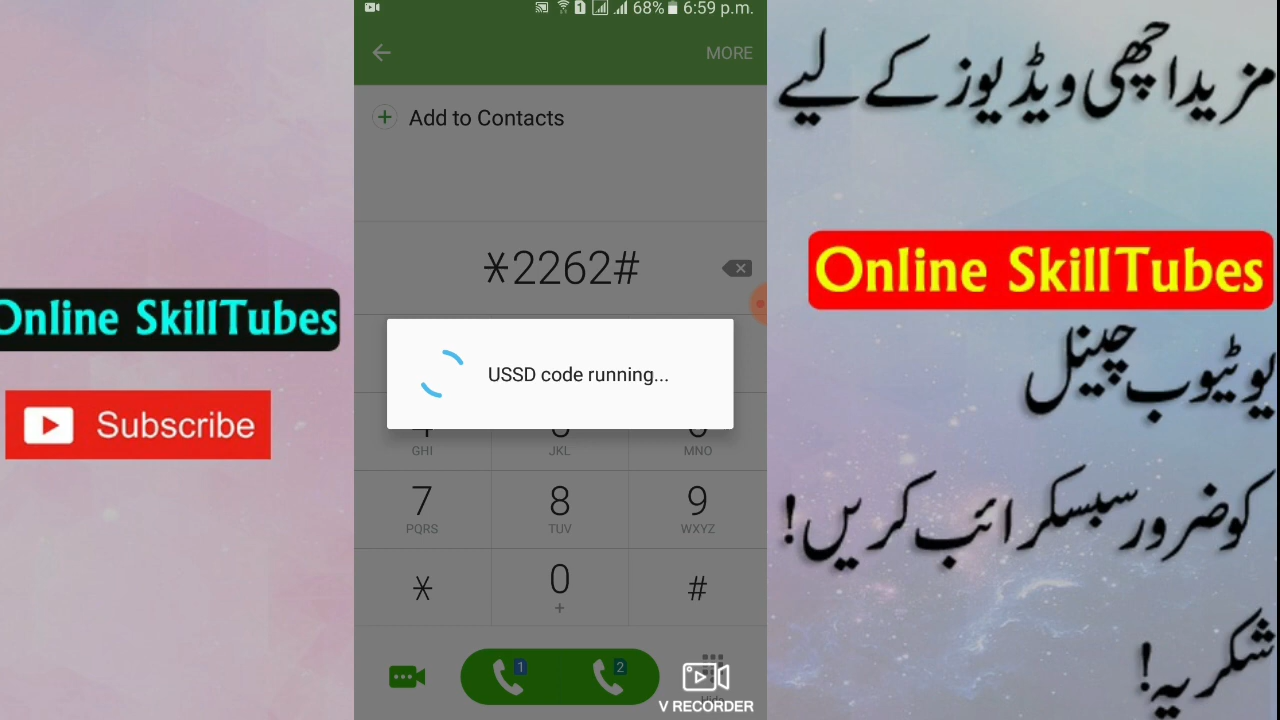 Online SkillTubes
Subscribe
68% 6:59 p.m.
MORE
Add to Contacts
*2262#
USSD code running...
GHI JKL MNO
7 8 9
PQRS TUV WXYZ
* 0 #
+
1 2
V RECORDER
مزید اچھی ویڈیوز کے لیے
Online SkillTubes
یوٹیوب چینل
کو ضرور سبسکرائب کریں!
شکریہ!